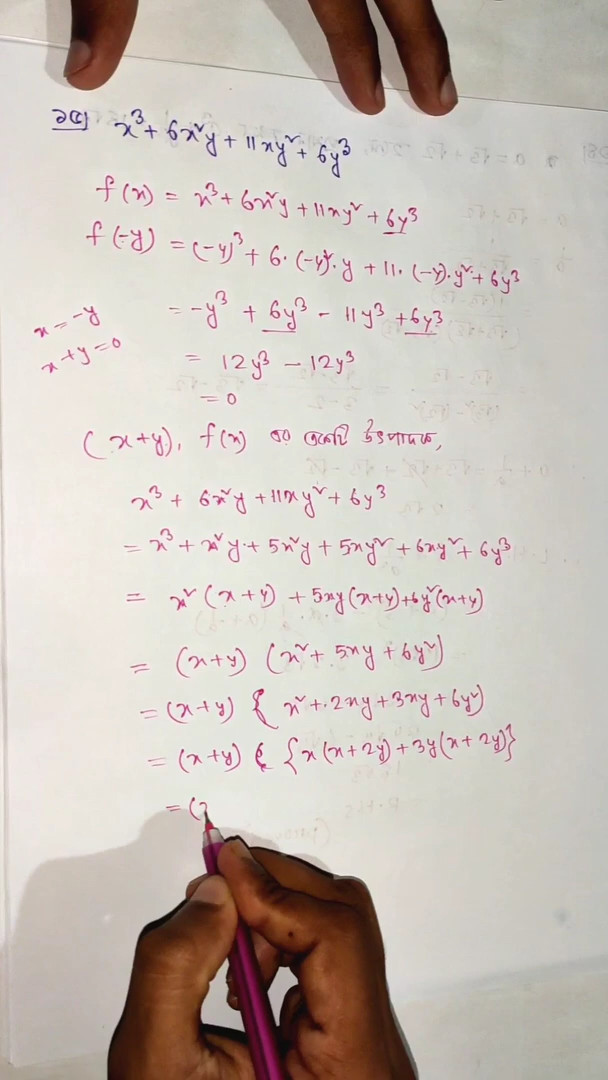 ২৫। x³ + 6x²y + 11xy² + 6y³
f(x) = x³ + 6x²y + 11xy² + 6y³
f(-y) = (-y)³ + 6·(-y)²·y + 11·(-y)·y² + 6y³
= -y³ + 6y³ - 11y³ + 6y³
x = -y
x + y = 0
= 12y³ - 12y³
= 0
(x+y), f(x) এর একটি উৎপাদক,
x³ + 6x²y + 11xy² + 6y³
= x³ + x²y + 5x²y + 5xy² + 6xy² + 6y³
= x²(x+y) + 5xy(x+y) + 6y²(x+y)
= (x+y) (x² + 5xy + 6y²)
= (x+y) { x² + 2xy + 3xy + 6y²)
= (x+y) {x(x+2y) + 3y(x+2y)}
= (x